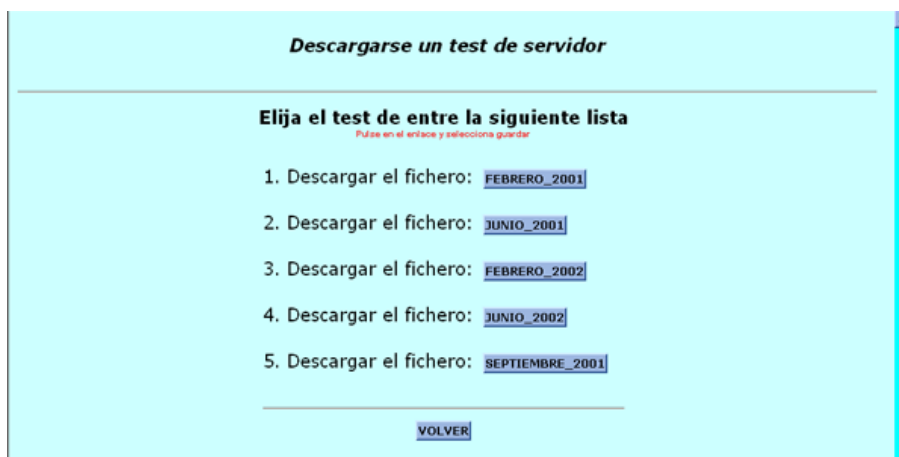 Descargarse un test de servidor
Elija el test de entre la siguiente lista
Pulse en el enlace y selecciona guardar
1. Descargar el fichero: FEBRERO_2001
2. Descargar el fichero: JUNIO_2001
3. Descargar el fichero: FEBRERO_2002
4. Descargar el fichero: JUNIO_2002
5. Descargar el fichero: SEPTIEMBRE_2001
VOLVER